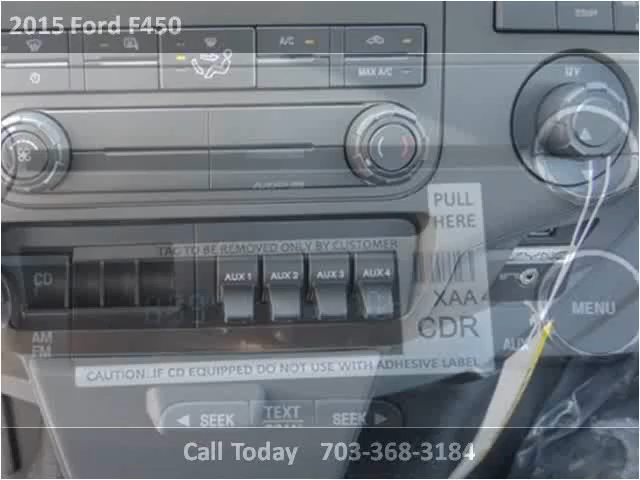 2015 Ford F450
A/C
MAX A/C
12V
PULL
HERE
TAG TO BE REMOVED ONLY BY CUSTOMER
CD
AUX 1 AUX 2 AUX 3 AUX 4
XAA
CDR
MENU
AM
FM
AUX
CAUTION..IF CD EQUIPPED DO NOT USE WITH ADHESIVE LABEL
SEEK TEXT SEEK
Call Today 703-368-3184